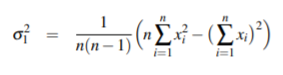 σ₁² = 1/(n(n−1)) (n ∑ᵢ₌₁ⁿ xᵢ² − (∑ᵢ₌₁ⁿ xᵢ)²)